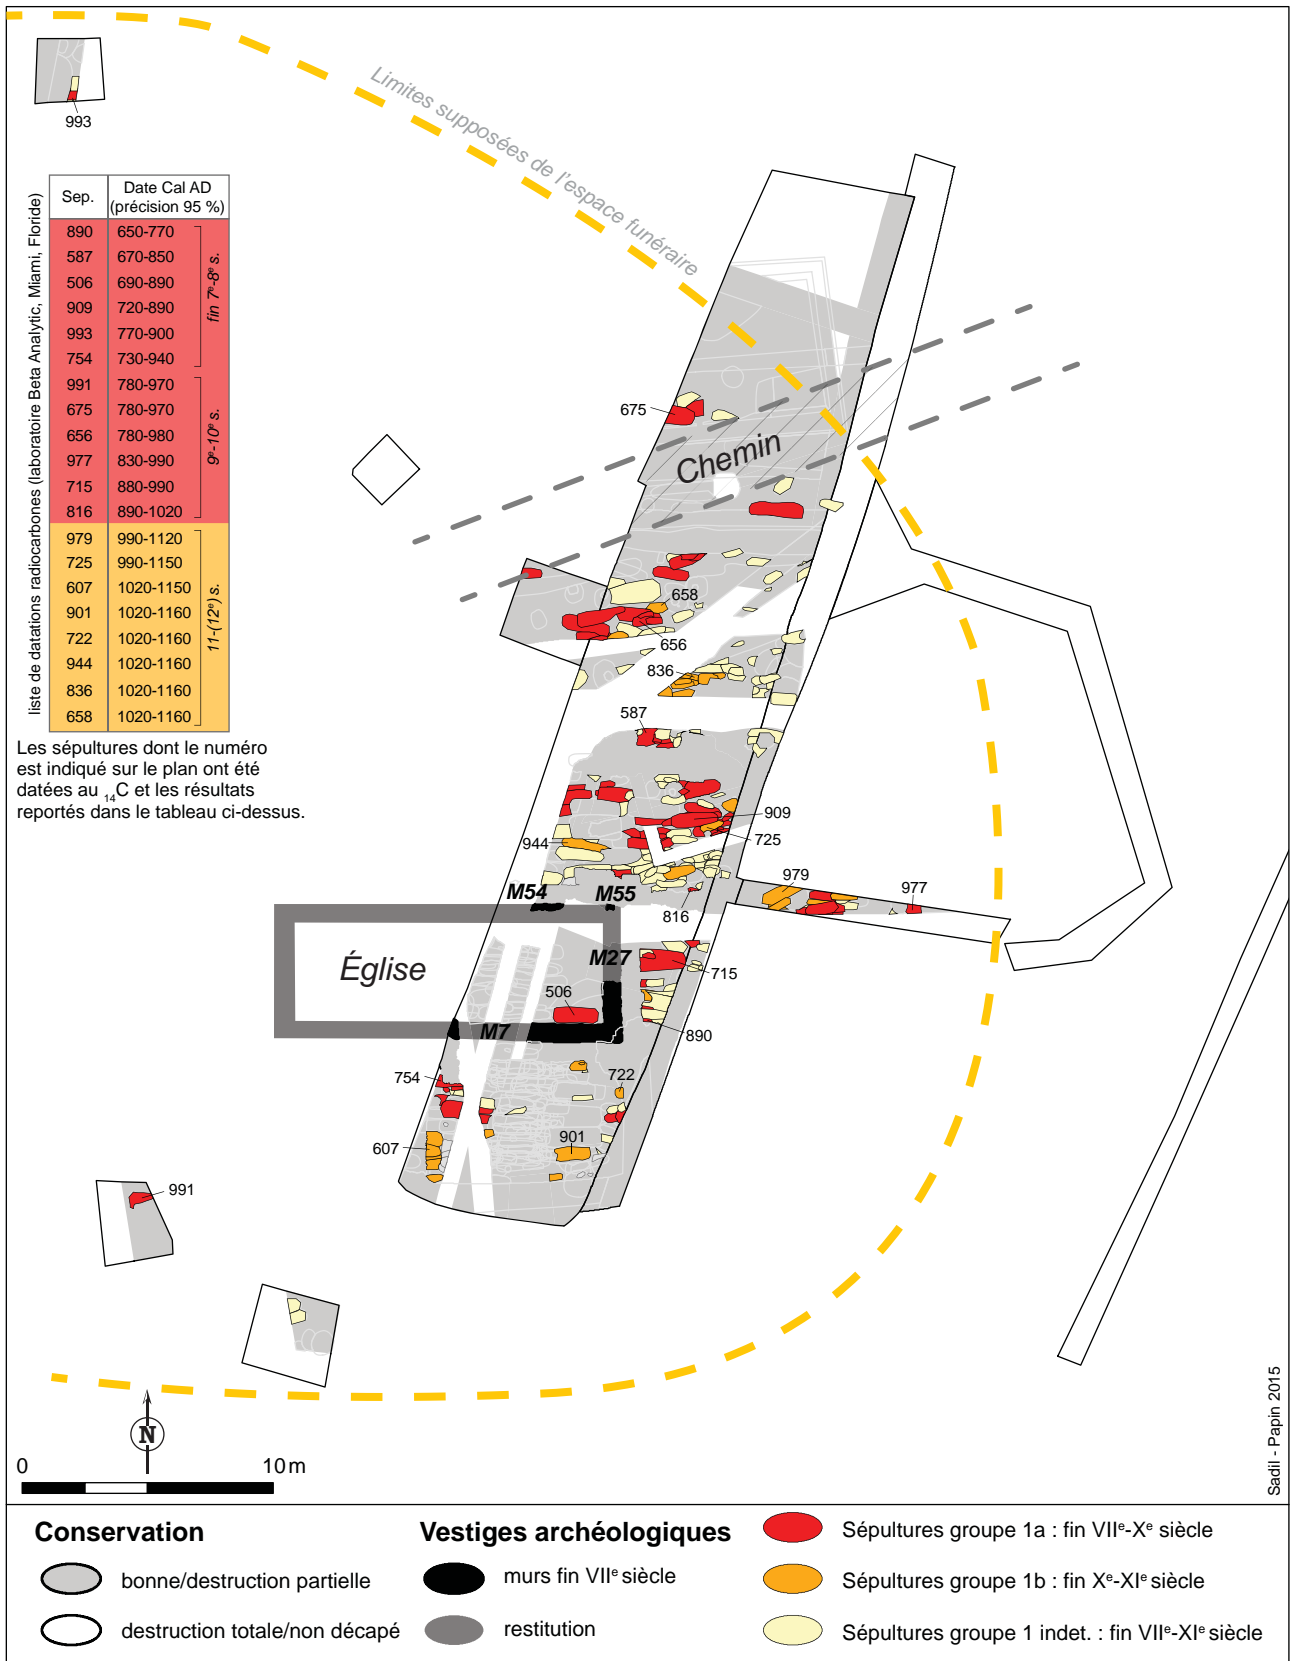 993
Limites supposées de l'espace funéraire
liste de datations radiocarbones (laboratoire Beta Analytic, Miami, Floride)
Sep. Date Cal AD
(précision 95 %)
890 650-770
587 670-850
506 690-890
909 720-890
993 770-900
754 730-940
fin 7e-8e s.
991 780-970
675 780-970
656 780-980
977 830-990
715 880-990
816 890-1020
9e-10e s.
979 990-1120
725 990-1150
607 1020-1150
901 1020-1160
722 1020-1160
944 1020-1160
836 1020-1160
658 1020-1160
11-(12e) s.
Les sépultures dont le numéro
est indiqué sur le plan ont été
datées au 14C et les résultats
reportés dans le tableau ci-dessus.
675
Chemin
658
656
836
587
909
725
944
979
977
M54 M55
816
Église
M27
715
506
M7
890
754
722
607
901
991
N
0 10 m
Sadil - Papin 2015
Conservation
bonne/destruction partielle
destruction totale/non décapé
Vestiges archéologiques
murs fin VIIe siècle
restitution
Sépultures groupe 1a : fin VIIe-Xe siècle
Sépultures groupe 1b : fin Xe-XIe siècle
Sépultures groupe 1 indet. : fin VIIe-XIe siècle